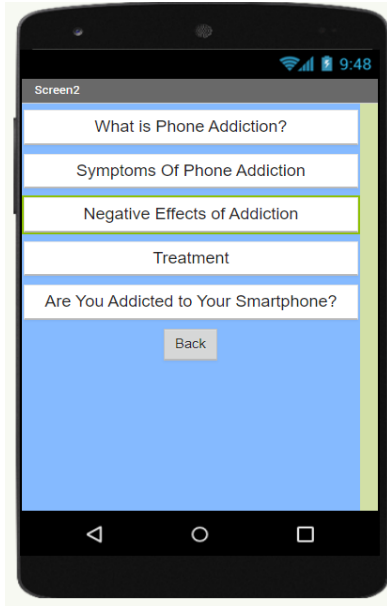 9:48
Screen2
What is Phone Addiction?
Symptoms Of Phone Addiction
Negative Effects of Addiction
Treatment
Are You Addicted to Your Smartphone?
Back